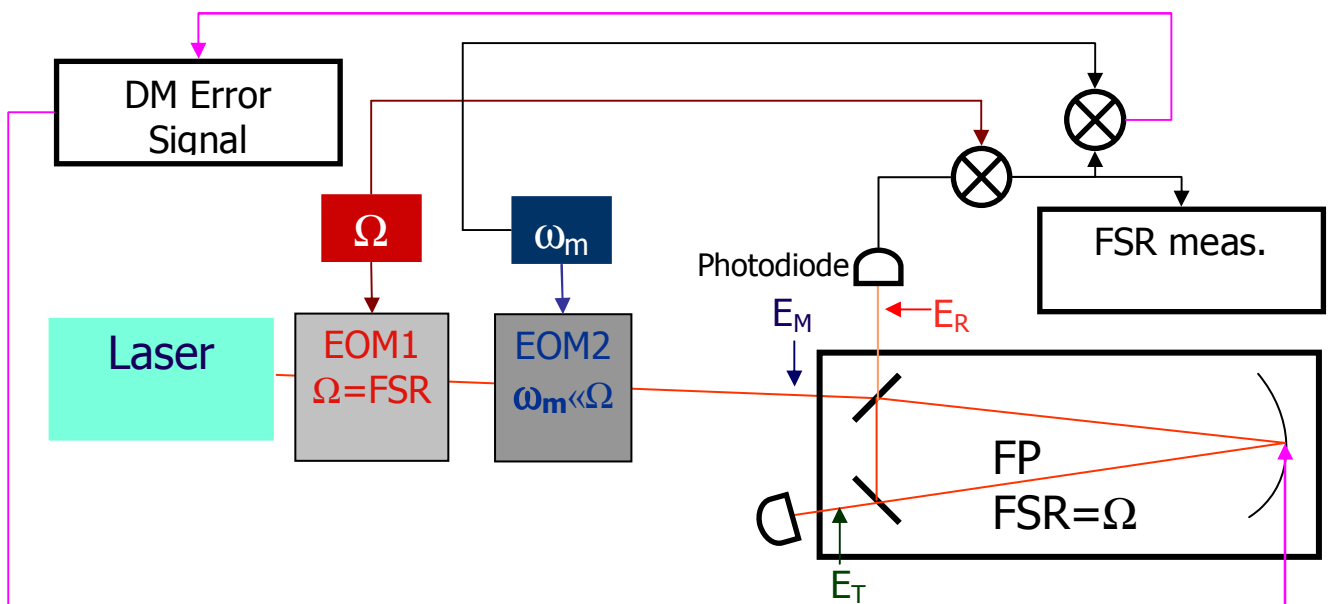 DM Error
Signal
Ω
ωm
Photodiode
FSR meas.
EM
ER
Laser
EOM1
Ω=FSR
EOM2
ωm«Ω
FP
FSR=Ω
ET